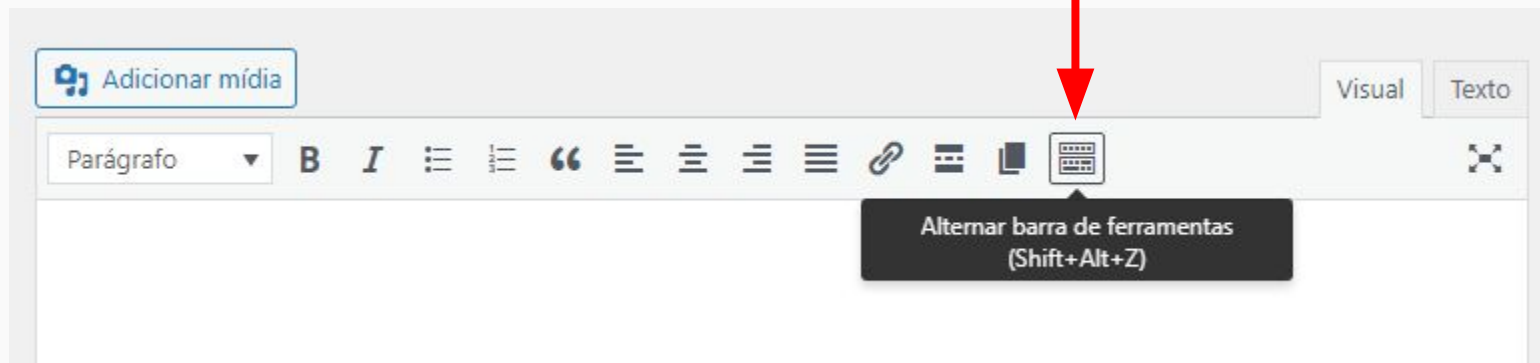 Adicionar mídia
Visual
Texto
Parágrafo
B
I
Alternar barra de ferramentas
(Shift+Alt+Z)